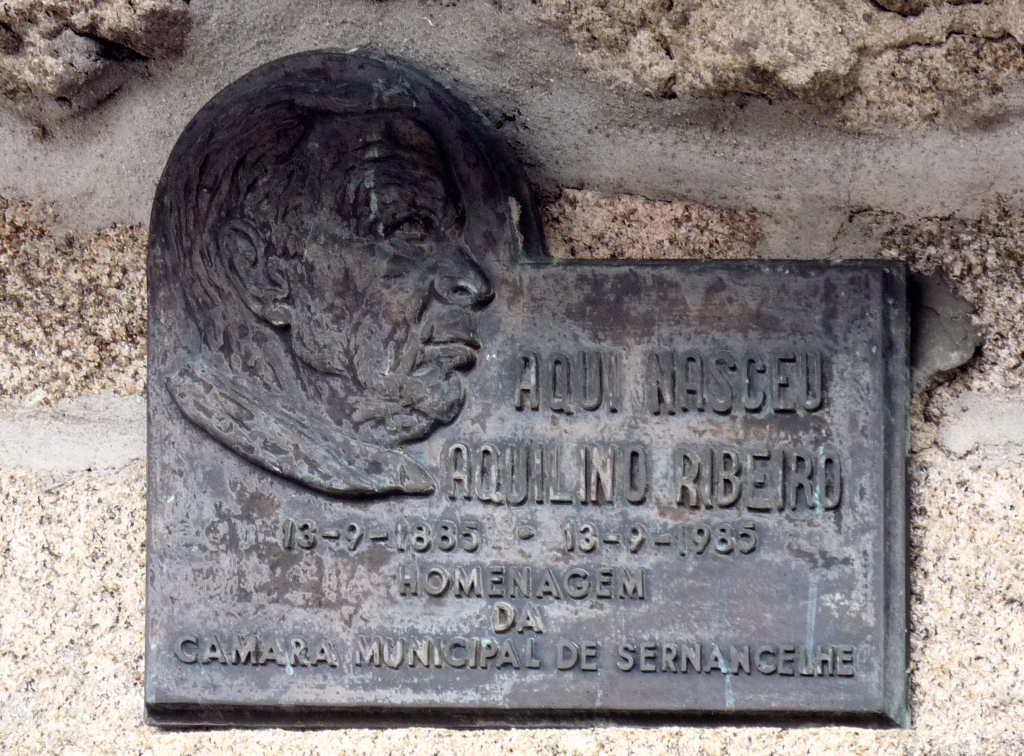 AQUI NASCEU
AQUILINO RIBEIRO
13-9-1885 - 13-9-1985
HOMENAGEM
DA
CAMARA MUNICIPAL DE SERNANCELHE